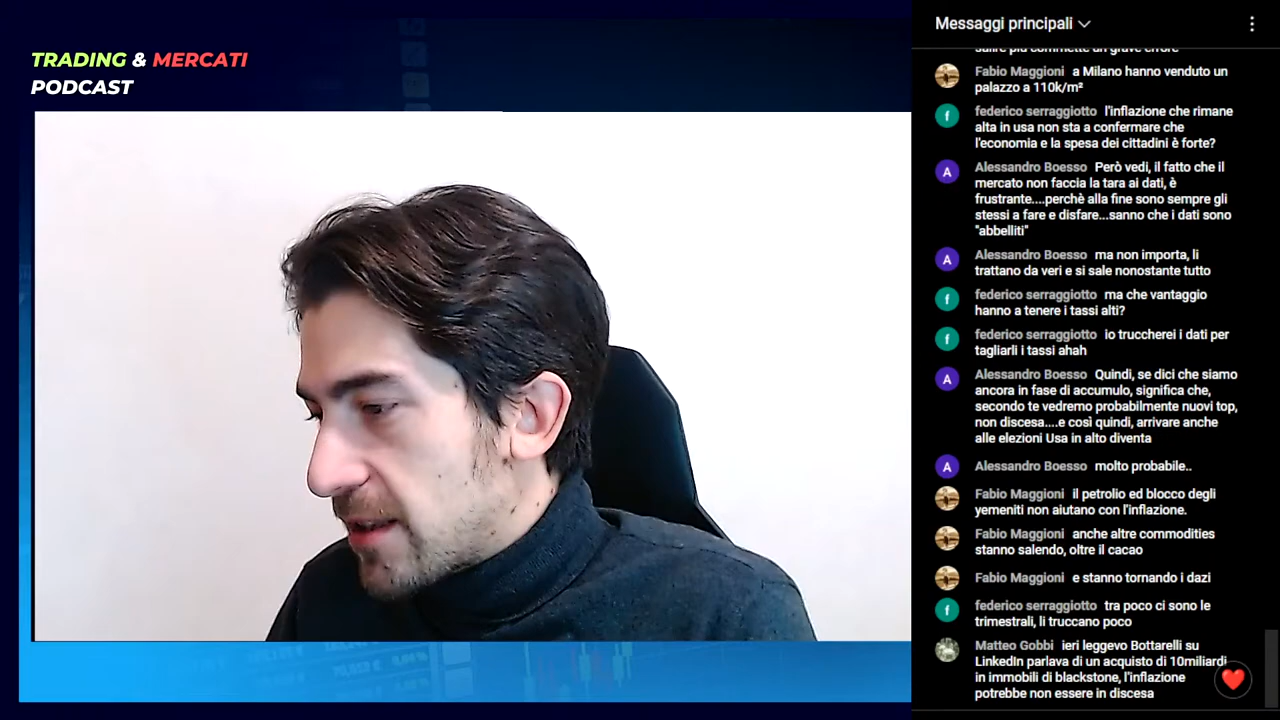 TRADING & MERCATI
PODCAST
Messaggi principali
salire più commette un grave errore
Fabio Maggioni a Milano hanno venduto un
palazzo a 110k/m²
f
federico serraggiotto l'inflazione che rimane
alta in usa non sta a confermare che
l'economia e la spesa dei cittadini è forte?
A
Alessandro Boesso Però vedi, il fatto che il
mercato non faccia la tara ai dati, è
frustrante....perchè alla fine sono sempre gli
stessi a fare e disfare...sanno che i dati sono
"abbelliti"
A
Alessandro Boesso ma non importa, li
trattano da veri e si sale nonostante tutto
f
federico serraggiotto ma che vantaggio
hanno a tenere i tassi alti?
f
federico serraggiotto io truccherei i dati per
tagliarli i tassi ahah
A
Alessandro Boesso Quindi, se dici che siamo
ancora in fase di accumulo, significa che,
secondo te vedremo probabilmente nuovi top,
non discesa....e così quindi, arrivare anche
alle elezioni Usa in alto diventa
A
Alessandro Boesso molto probabile..
Fabio Maggioni il petrolio ed blocco degli
yemeniti non aiutano con l'inflazione.
Fabio Maggioni anche altre commodities
stanno salendo, oltre il cacao
Fabio Maggioni e stanno tornando i dazi
f
federico serraggiotto tra poco ci sono le
trimestrali, li truccano poco
Matteo Gobbi ieri leggevo Bottarelli su
LinkedIn parlava di un acquisto di 10miliardi
in immobili di blackstone, l'inflazione
potrebbe non essere in discesa